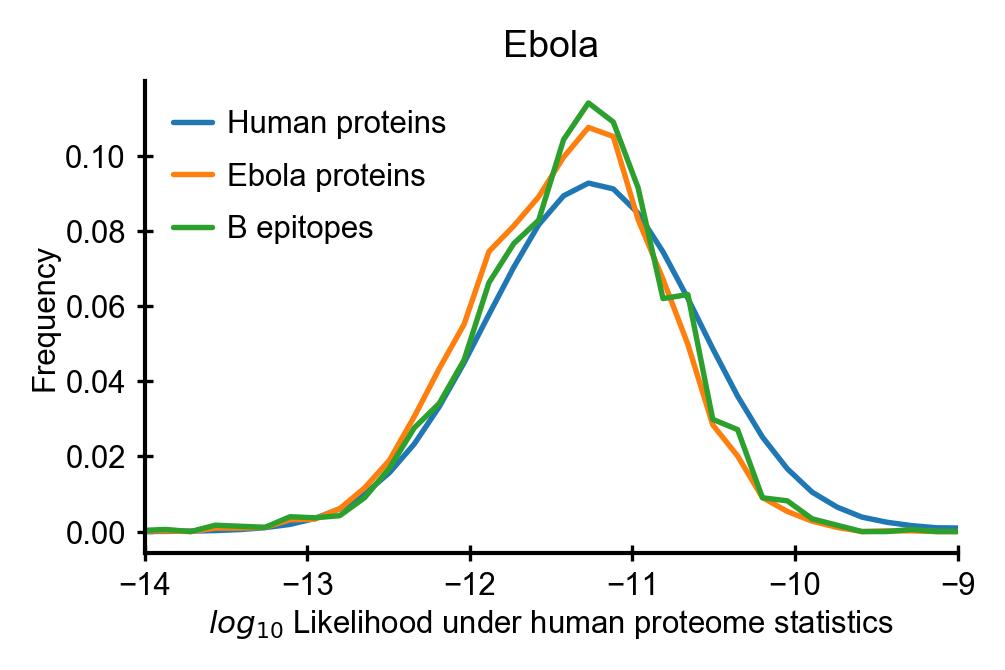 Ebola
Human proteins
Ebola proteins
B epitopes
Frequency
0.10
0.08
0.06
0.04
0.02
0.00
−14 −13 −12 −11 −10 −9
log₁₀ Likelihood under human proteome statistics